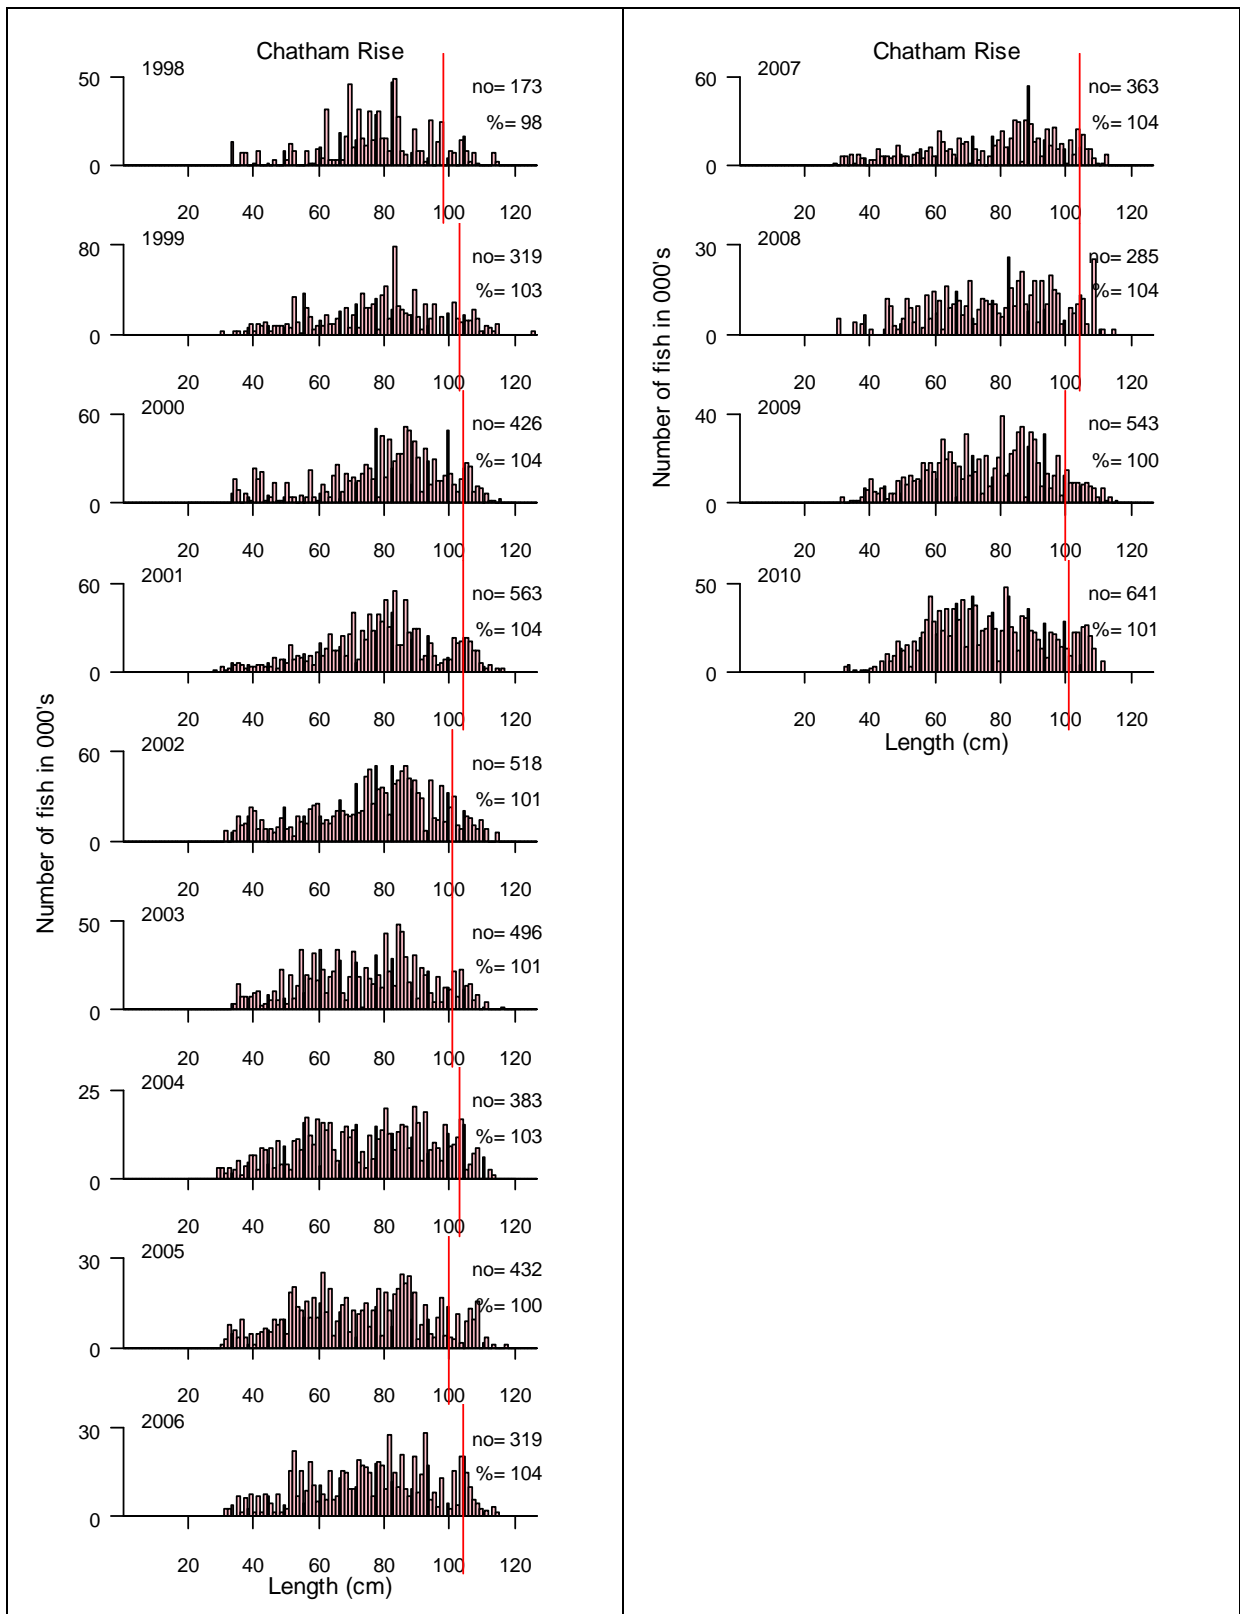 Chatham Rise
1998
50
no= 173
%= 98
0
20 40 60 80 100 120
1999
80
no= 319
%= 103
0
20 40 60 80 100 120
2000
60
no= 426
%= 104
0
20 40 60 80 100 120
2001
60
no= 563
%= 104
0
20 40 60 80 100 120
2002
60
no= 518
%= 101
0
20 40 60 80 100 120
2003
50
no= 496
%= 101
0
20 40 60 80 100 120
2004
25
no= 383
%= 103
0
20 40 60 80 100 120
2005
30
no= 432
%= 100
0
20 40 60 80 100 120
2006
30
no= 319
%= 104
0
20 40 60 80 100 120
Length (cm)
Number of fish in 000's
Chatham Rise
2007
60
no= 363
%= 104
0
20 40 60 80 100 120
2008
30
no= 285
%= 104
0
20 40 60 80 100 120
2009
40
no= 543
%= 100
0
20 40 60 80 100 120
2010
50
no= 641
%= 101
0
20 40 60 80 100 120
Length (cm)
Number of fish in 000's